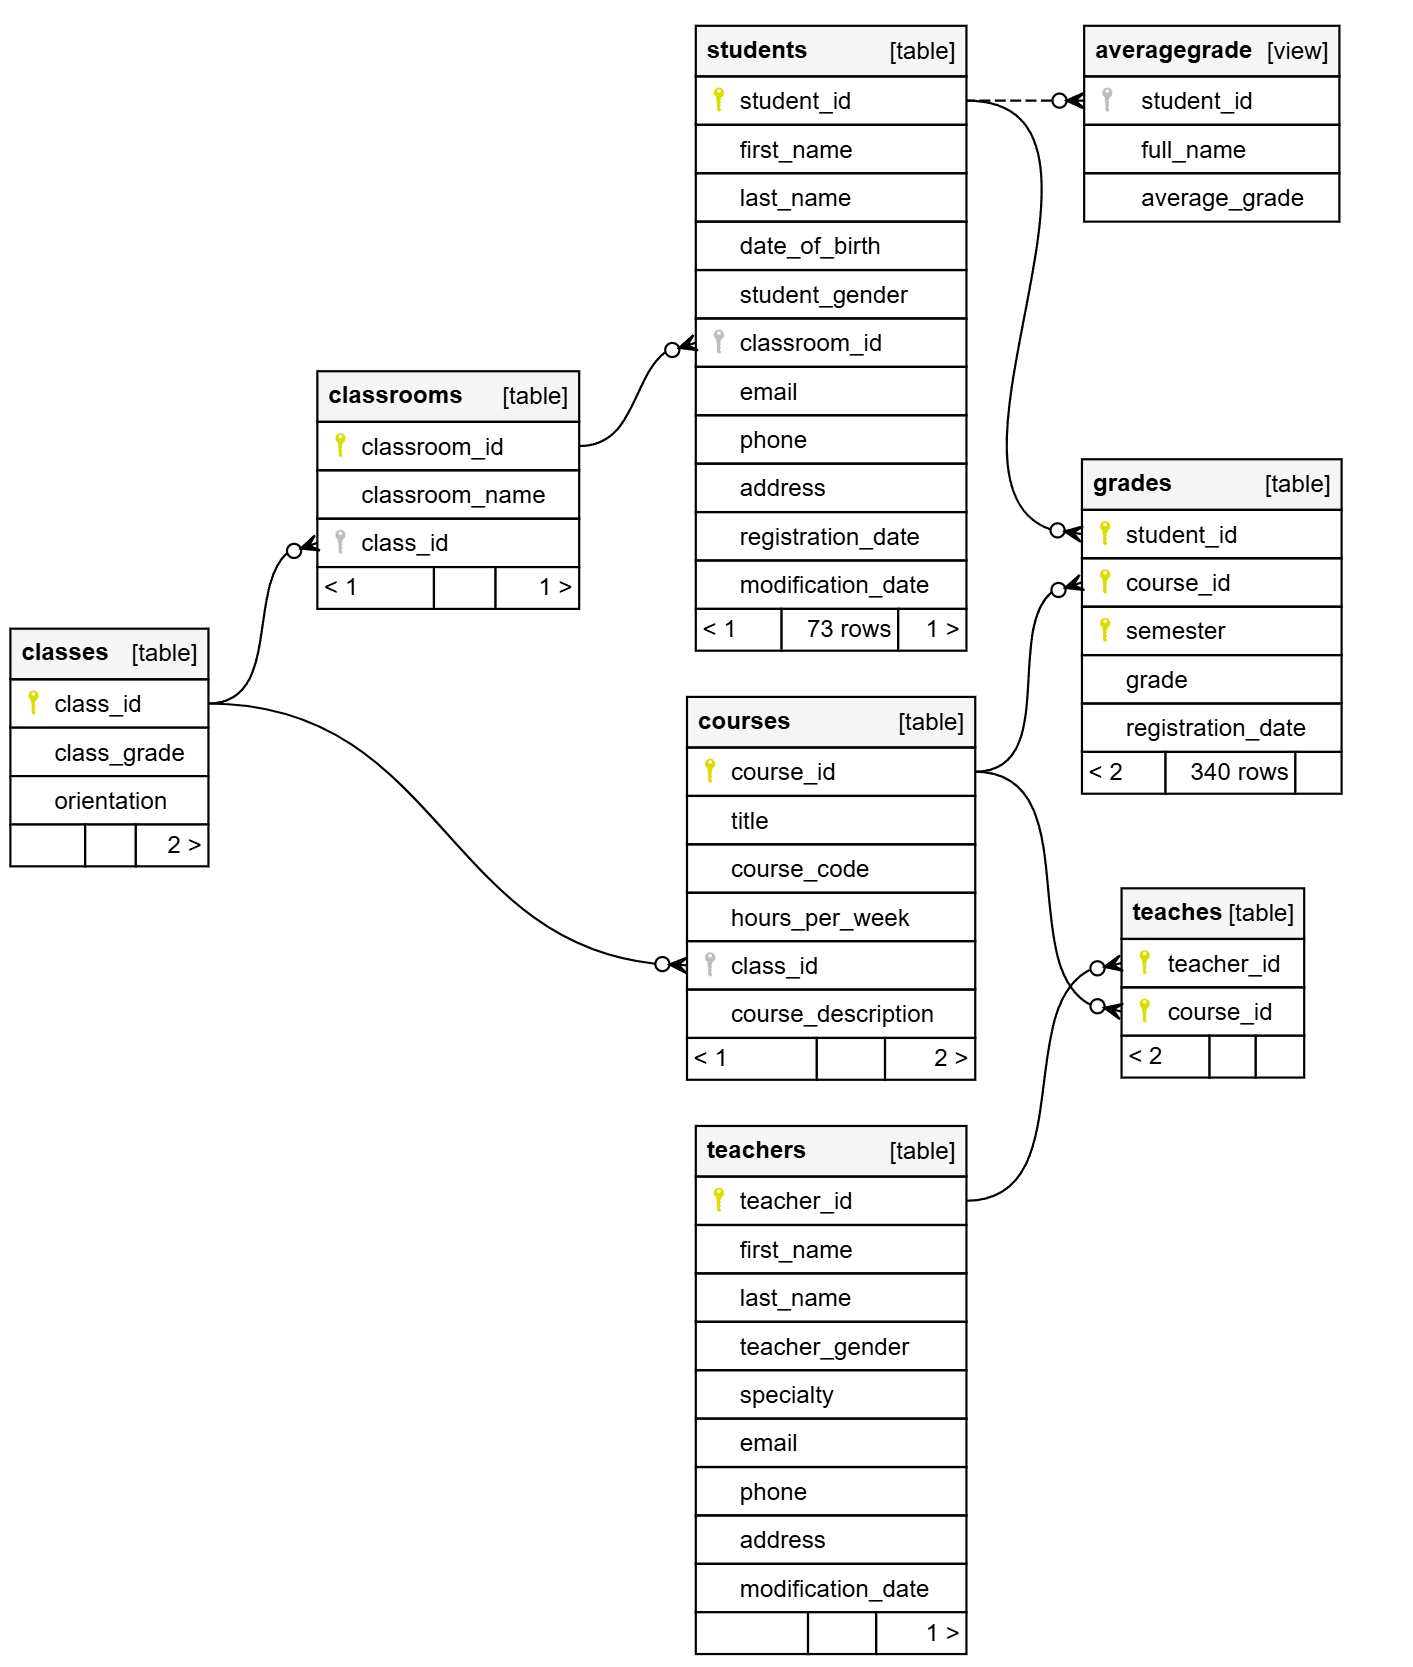 students [table]
student_id
first_name
last_name
date_of_birth
student_gender
classroom_id
email
phone
address
registration_date
modification_date
< 1 73 rows 1 >
averagegrade [view]
student_id
full_name
average_grade
classrooms [table]
classroom_id
classroom_name
class_id
< 1 1 >
grades [table]
student_id
course_id
semester
grade
registration_date
< 2 340 rows
classes [table]
class_id
class_grade
orientation
2 >
courses [table]
course_id
title
course_code
hours_per_week
class_id
course_description
< 1 2 >
teaches [table]
teacher_id
course_id
< 2
teachers [table]
teacher_id
first_name
last_name
teacher_gender
specialty
email
phone
address
modification_date
1 >